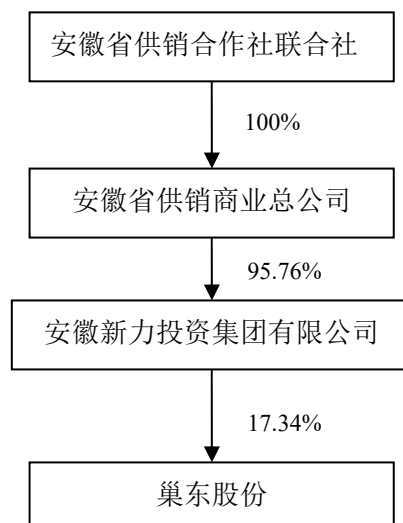 安徽省供销合作社联合社
100%
安徽省供销商业总公司
95.76%
安徽新力投资集团有限公司
17.34%
巢东股份